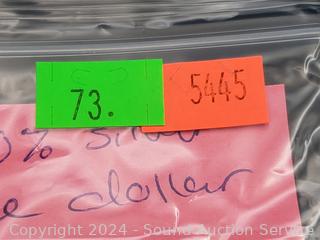 73.
5445
% silver
dollar
Copyright 2024 - Sound Auction Service